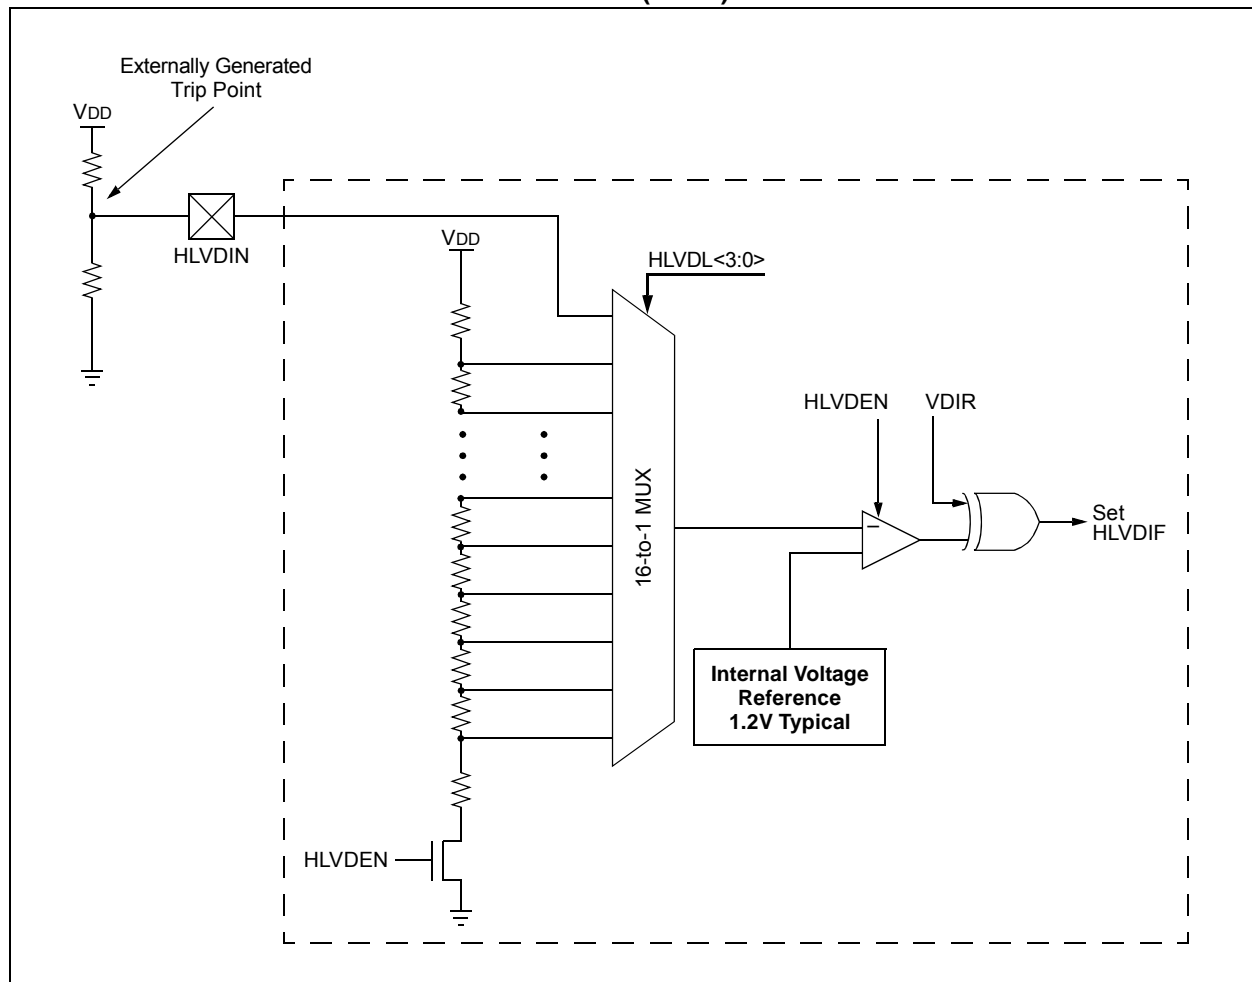 Externally Generated
Trip Point
VDD
HLVDIN
VDD
HLVDL<3:0>
16-to-1 MUX
HLVDEN
VDIR
Set
HLVDIF
Internal Voltage
Reference
1.2V Typical
HLVDEN